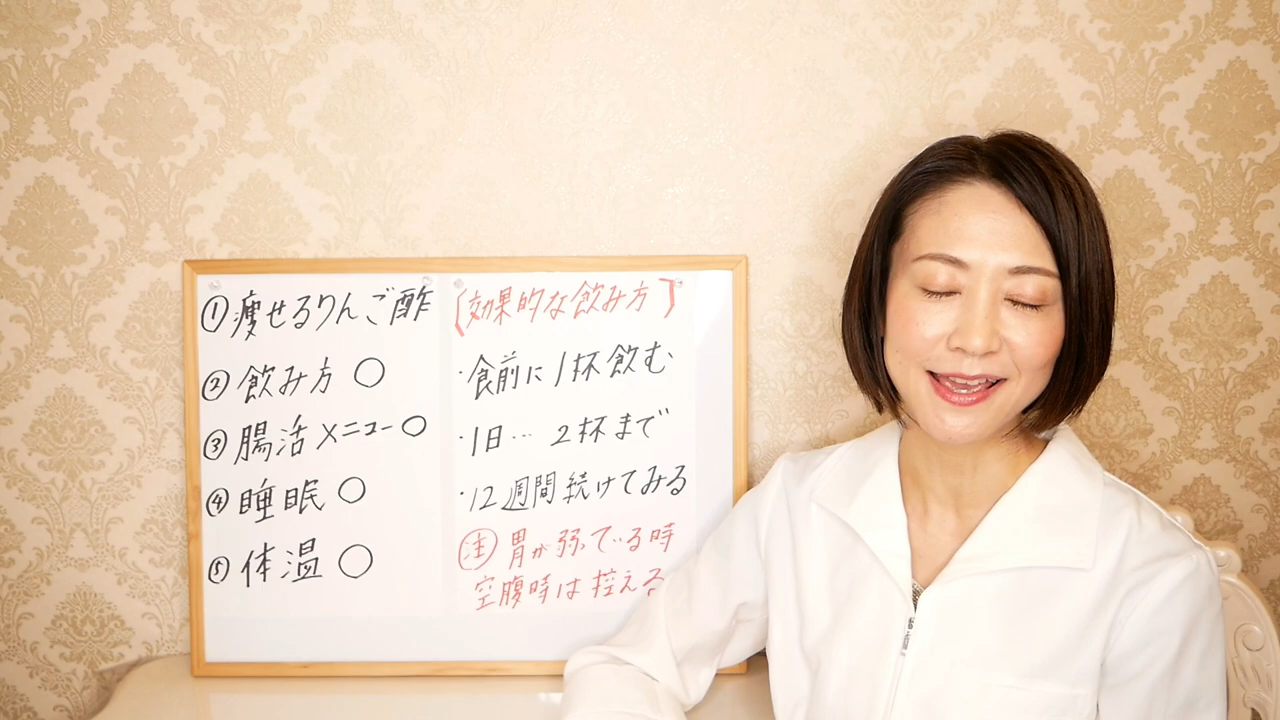 ①痩せるりんご酢
②飲み方 ○
③腸活メニュー○
④睡眠 ○
⑤体温 ○
[効果的な飲み方]
・食前に1杯飲む
・1日… 2杯まで
・12週間続けてみる
㊟胃が弱っている時
空腹時は控える